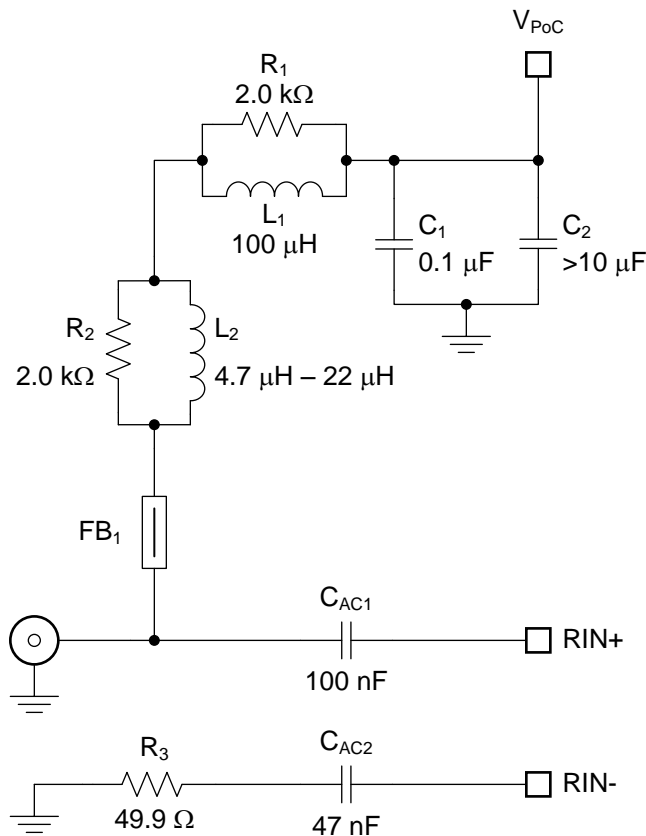 V_PoC
R₁
2.0 kΩ
L₁
100 μH
C₁
0.1 μF
C₂
>10 μF
R₂
2.0 kΩ
L₂
4.7 μH – 22 μH
FB₁
C_AC1
100 nF
RIN+
R₃
49.9 Ω
C_AC2
47 nF
RIN-